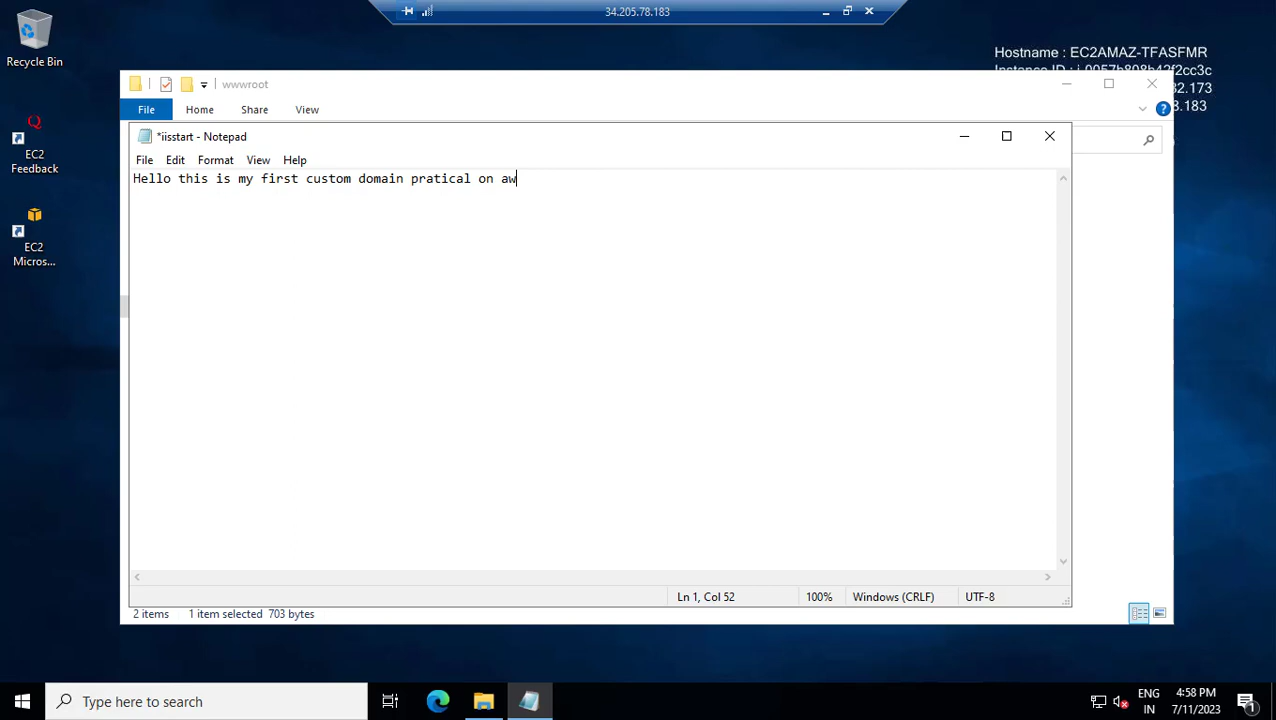 34.205.78.183
Recycle Bin
Hostname : EC2AMAZ-TFASFMR
wwwroot
File Home Share View
*iisstart - Notepad
File Edit Format View Help
Hello this is my first custom domain pratical on aw
EC2
Feedback
EC2
Micros...
Ln 1, Col 52
100%
Windows (CRLF)
UTF-8
2 items 1 item selected 703 bytes
Type here to search
ENG
IN
4:58 PM
7/11/2023
1